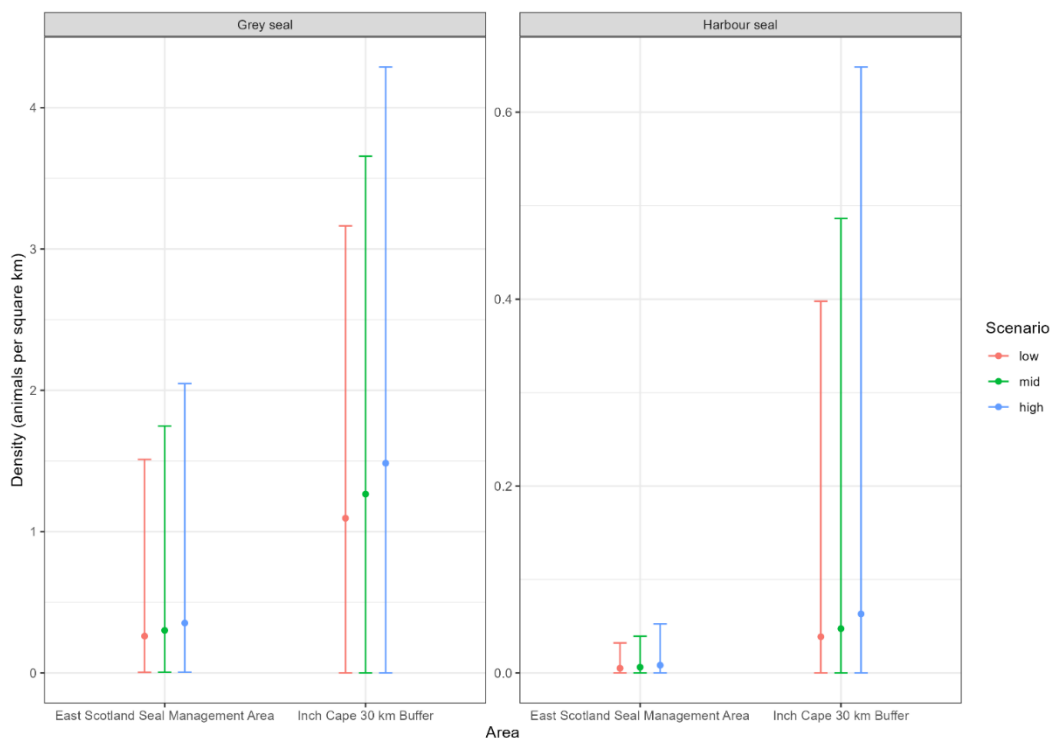 Grey seal
Harbour seal
Density (animals per square km)
4
3
2
1
0
0.6
0.4
0.2
0.0
East Scotland Seal Management Area
Inch Cape 30 km Buffer
East Scotland Seal Management Area
Inch Cape 30 km Buffer
Area
Scenario
low
mid
high